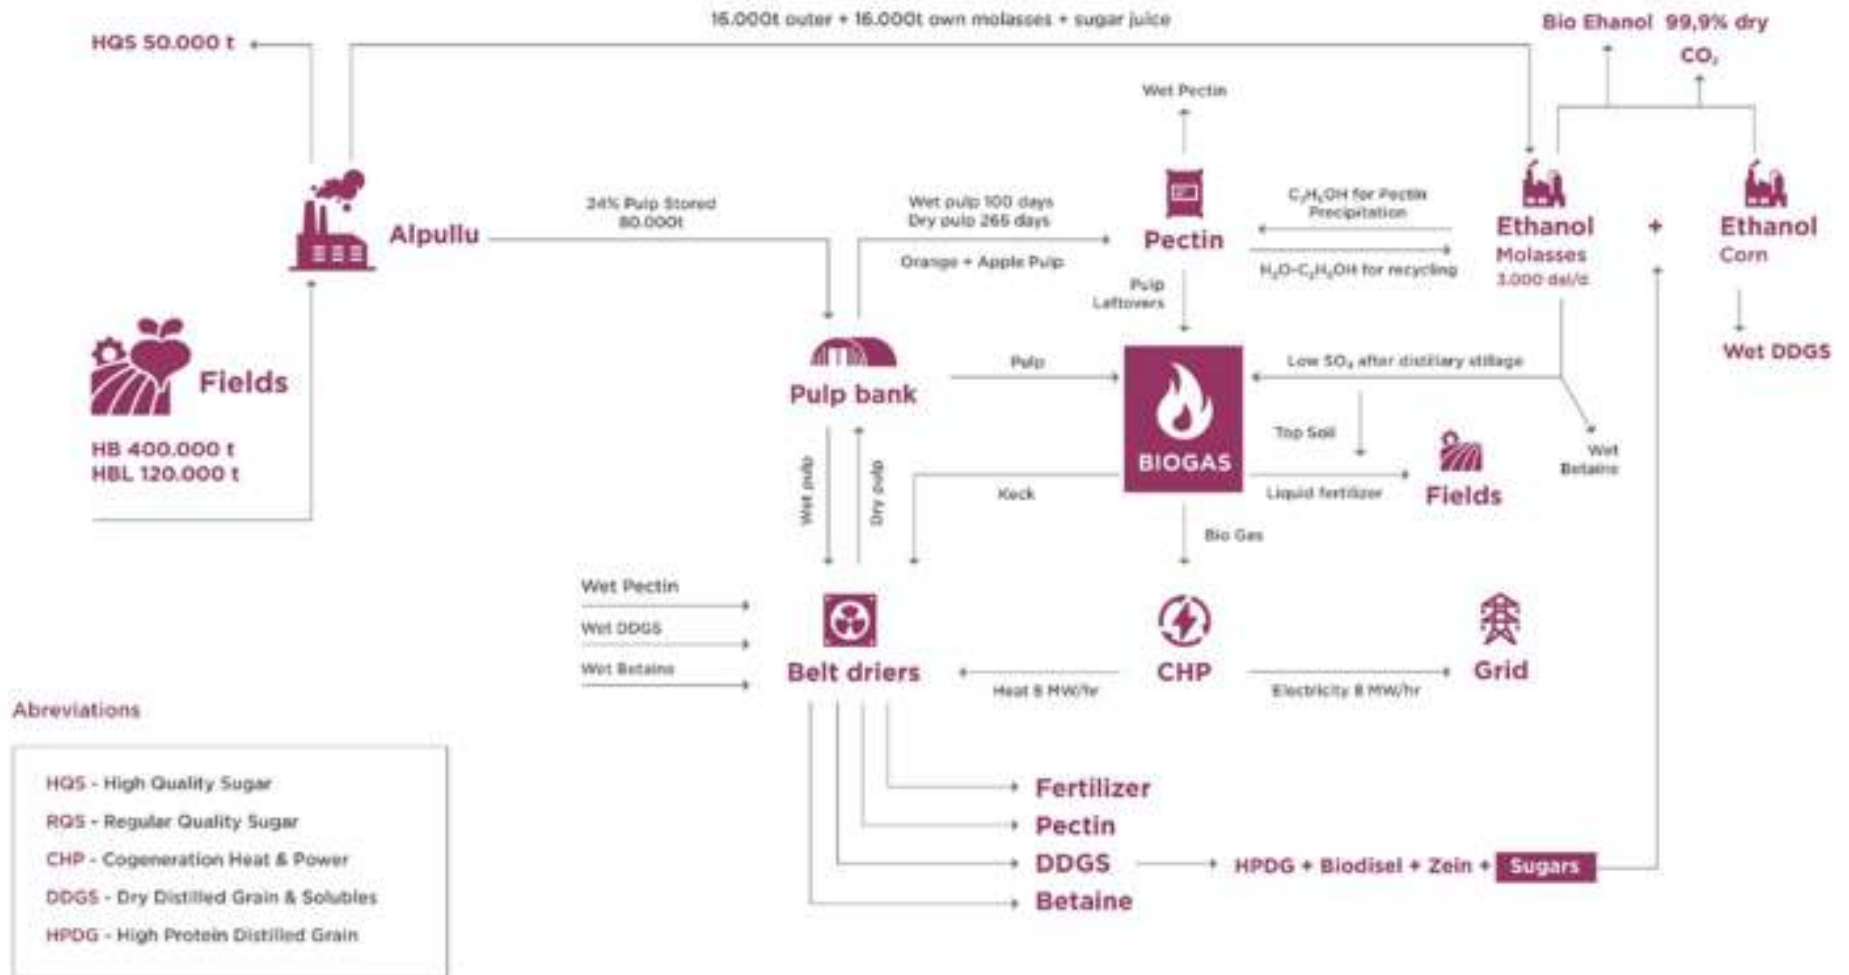 16.000t outer + 16.000t own molasses + sugar juice
Bio Ehanol 99,9% dry
HQS 50.000 t
CO₂
Wet Pectin
Alpullu
24% Pulp Stored
80.000t
Wet pulp 100 days
Dry pulp 265 days
Orange + Apple Pulp
Pectin
C₂H₅OH for Pectin
Precipitation
H₂O-C₂H₅OH for recycling
Ethanol
Molasses
3.000 dal/d
+
Ethanol
Corn
Pulp
Leftovers
Fields
HB 400.000 t
HBL 120.000 t
Pulp bank
Pulp
BIOGAS
Low SO₄ after distillary stillage
Wet DDGS
Top Soil
Wet
Betaine
Wet pulp
Dry pulp
Keck
Liquid fertilizer
Fields
Bio Gas
Wet Pectin
Wet DDGS
Wet Betaine
Belt driers
Heat 8 MW/hr
CHP
Electricity 8 MW/hr
Grid
Fertilizer
Pectin
DDGS
HPDG + Biodisel + Zein + Sugars
Betaine
Abreviations
HQS - High Quality Sugar
RQS - Regular Quality Sugar
CHP - Cogeneration Heat & Power
DDGS - Dry Distilled Grain & Solubles
HPDG - High Protein Distilled Grain